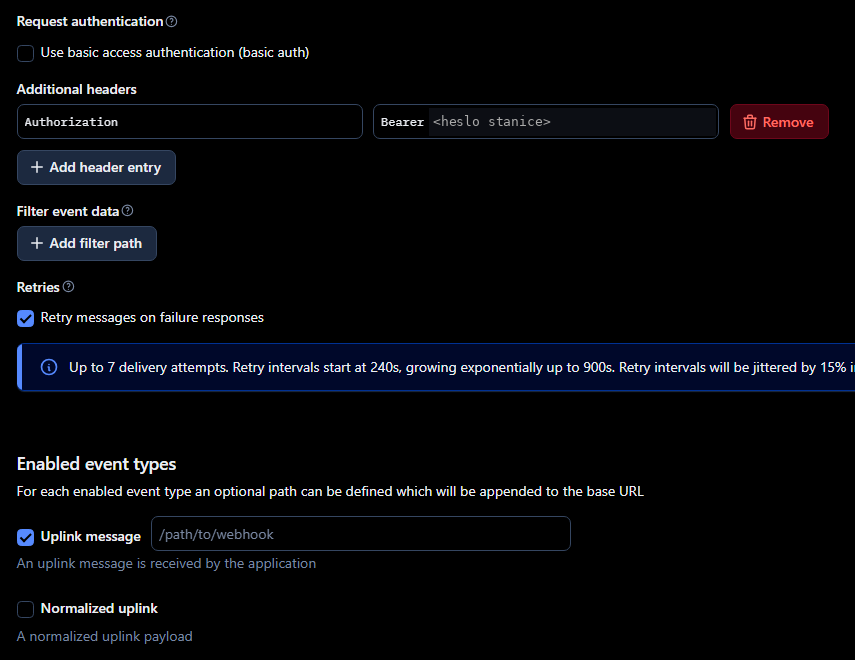 Request authentication
Use basic access authentication (basic auth)
Additional headers
Authorization Bearer <heslo stanice> Remove
+ Add header entry
Filter event data
+ Add filter path
Retries
Retry messages on failure responses
Up to 7 delivery attempts. Retry intervals start at 240s, growing exponentially up to 900s. Retry intervals will be jittered by 15% i
Enabled event types
For each enabled event type an optional path can be defined which will be appended to the base URL
Uplink message /path/to/webhook
An uplink message is received by the application
Normalized uplink
A normalized uplink payload